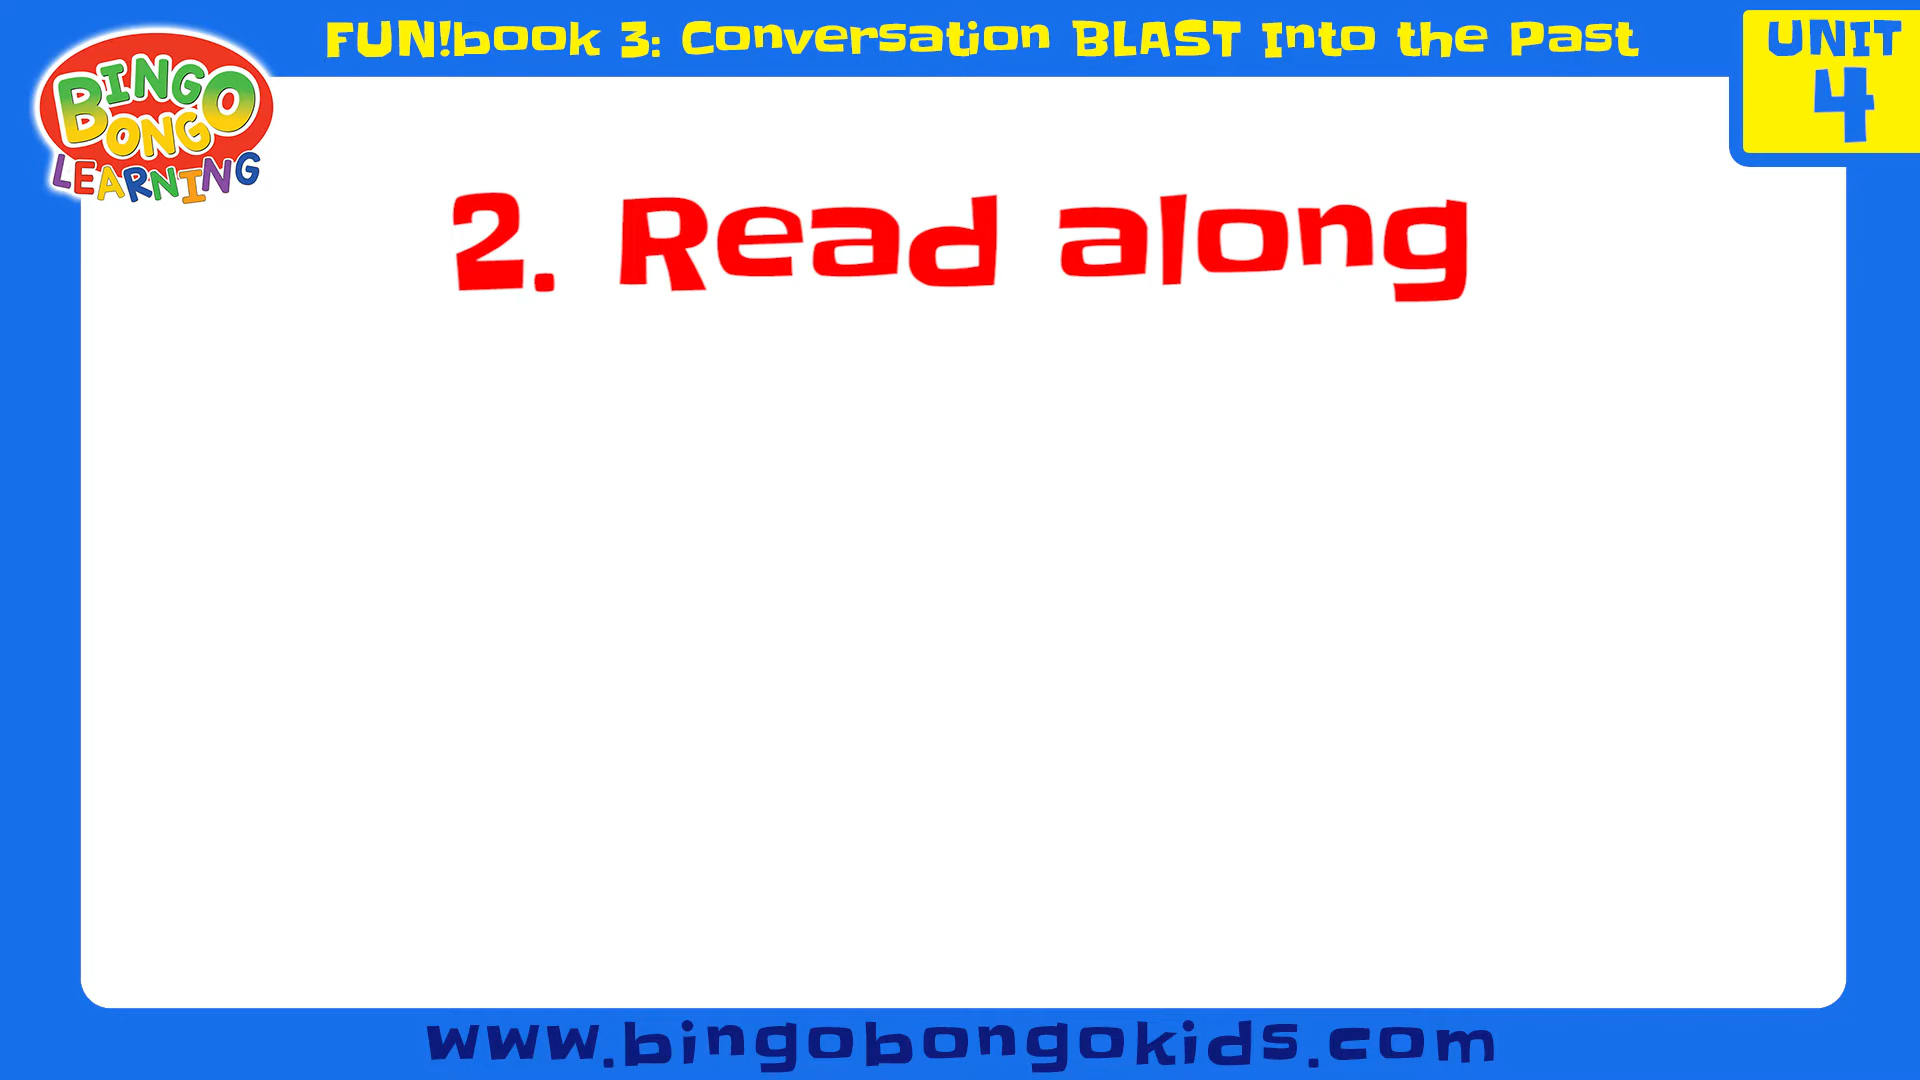 FUN!book 3: Conversation BLAST Into the Past
UNIT
4
BINGO
BONGO
LEARNING
2. Read along
www.bingobongokids.com